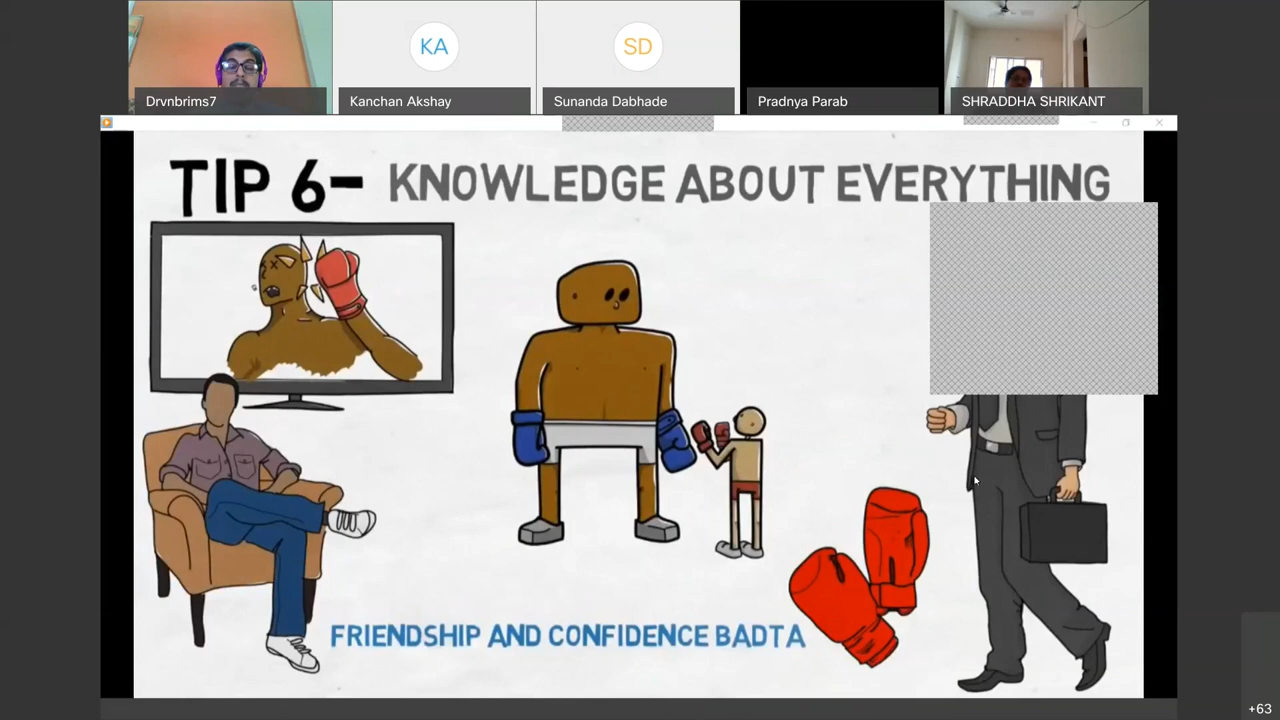 KA
SD
Drvnbrims7
Kanchan Akshay
Sunanda Dabhade
Pradnya Parab
SHRADDHA SHRIKANT
TIP 6- KNOWLEDGE ABOUT EVERYTHING
FRIENDSHIP AND CONFIDENCE BADTA
+63